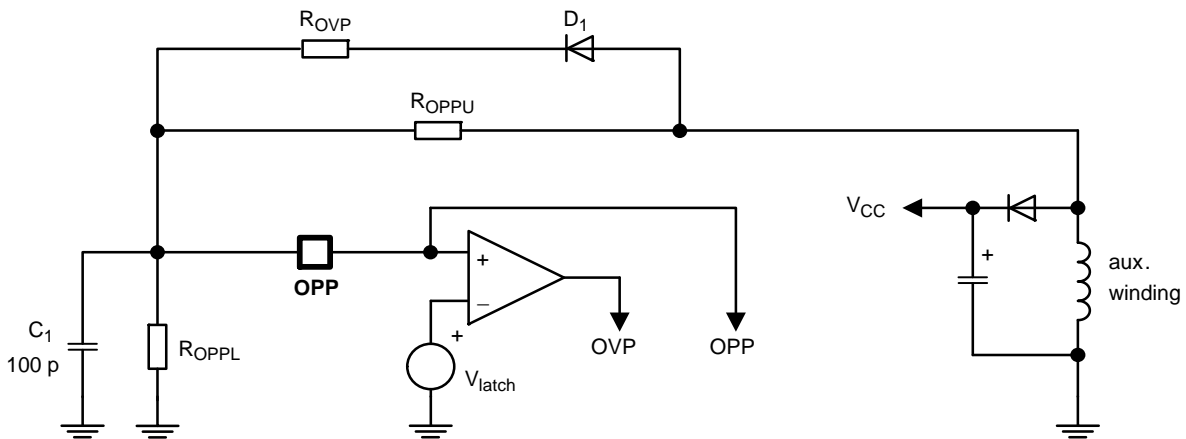 R_OVP
D_1
R_OPPU
V_CC
+
aux.
winding
+
−
OPP
C_1
100 p
R_OPPL
+
V_latch
OVP
OPP